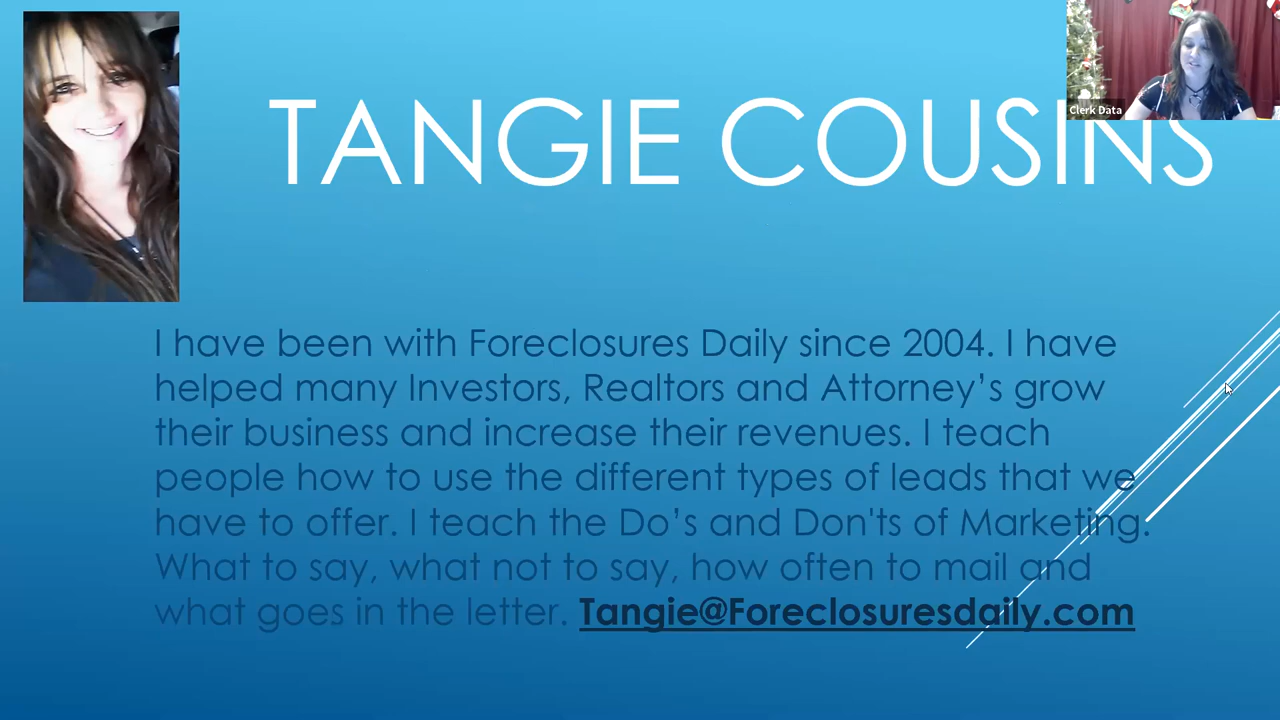 TANGIE COUSINS
Clerk Data
I have been with Foreclosures Daily since 2004. I have
helped many Investors, Realtors and Attorney’s grow
their business and increase their revenues. I teach
people how to use the different types of leads that we
have to offer. I teach the Do’s and Don'ts of Marketing.
What to say, what not to say, how often to mail and
what goes in the letter. Tangie@Foreclosuresdaily.com